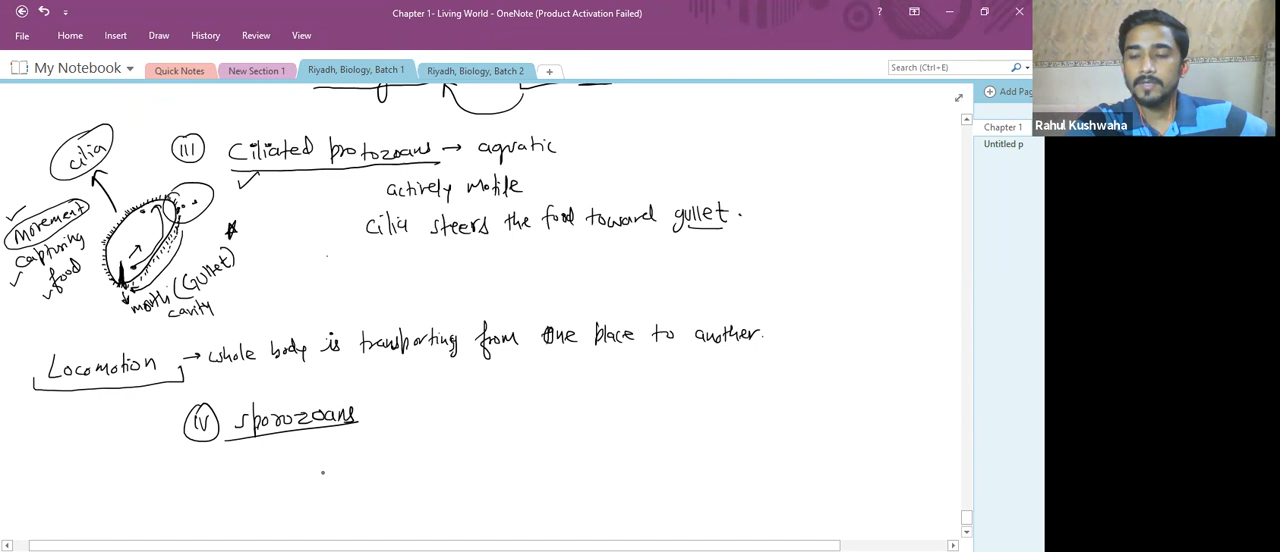 Chapter 1- Living World - OneNote (Product Activation Failed)
File Home Insert Draw History Review View
My Notebook
Quick Notes
New Section 1
Riyadh, Biology, Batch 1
Riyadh, Biology, Batch 2
Search (Ctrl+E)
Add Pag
Chapter 1
Untitled p
Rahul Kushwaha
cilia
Movement
capturing
food
mouth (Gullet)
cavity
III Ciliated protozoans → aquatic
actively motile
cilia steers the food toward gullet.
Locomotion → whole body is transporting from one place to another.
IV sporozoans